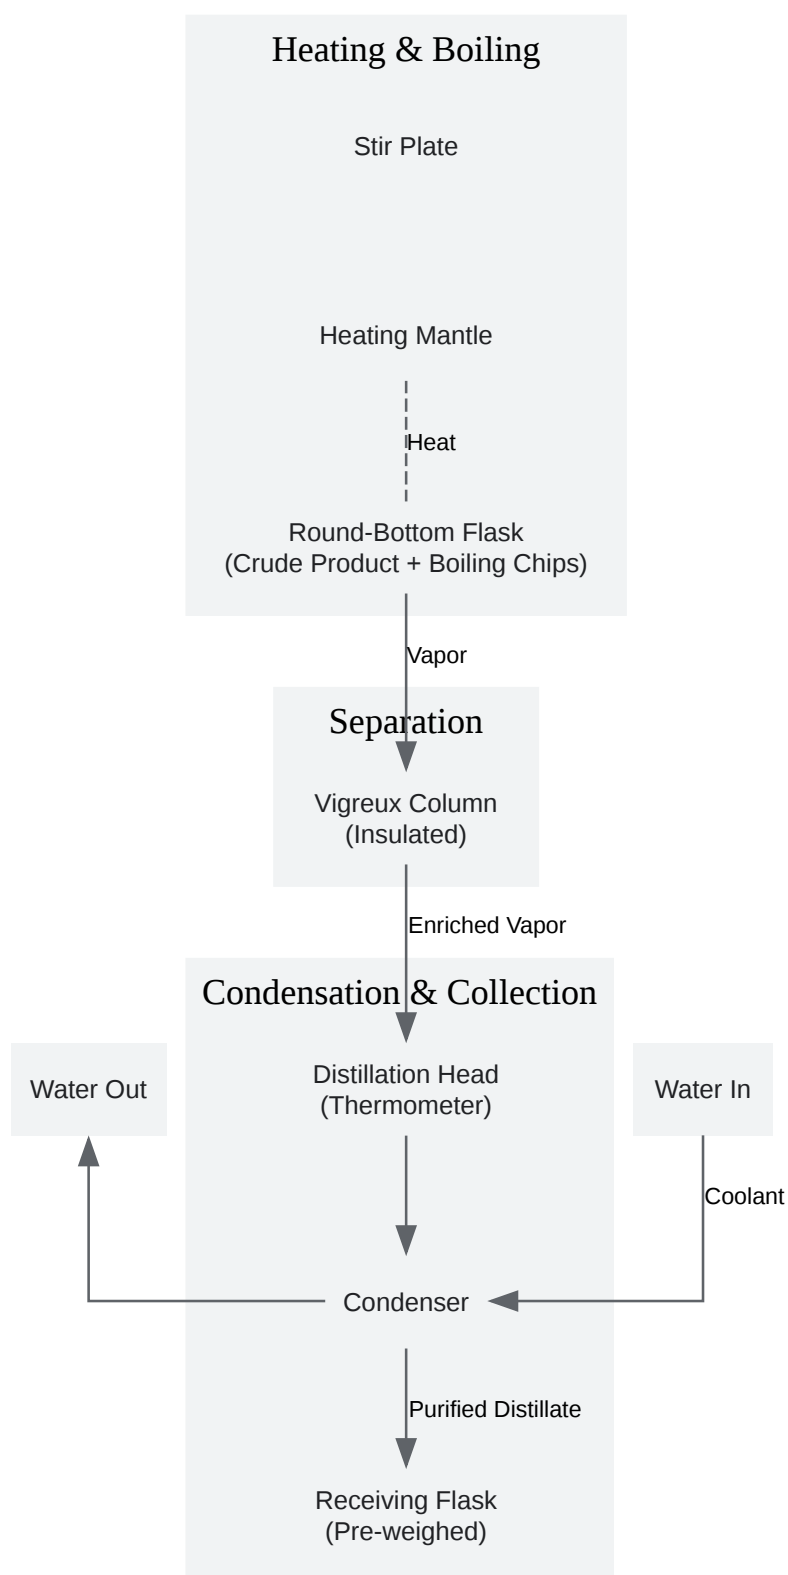 Heating & Boiling
Stir Plate
Heating Mantle
Heat
Round-Bottom Flask
(Crude Product + Boiling Chips)
Vapor
Separation
Vigreux Column
(Insulated)
Enriched Vapor
Condensation & Collection
Water Out
Distillation Head
(Thermometer)
Water In
Coolant
Condenser
Purified Distillate
Receiving Flask
(Pre-weighed)